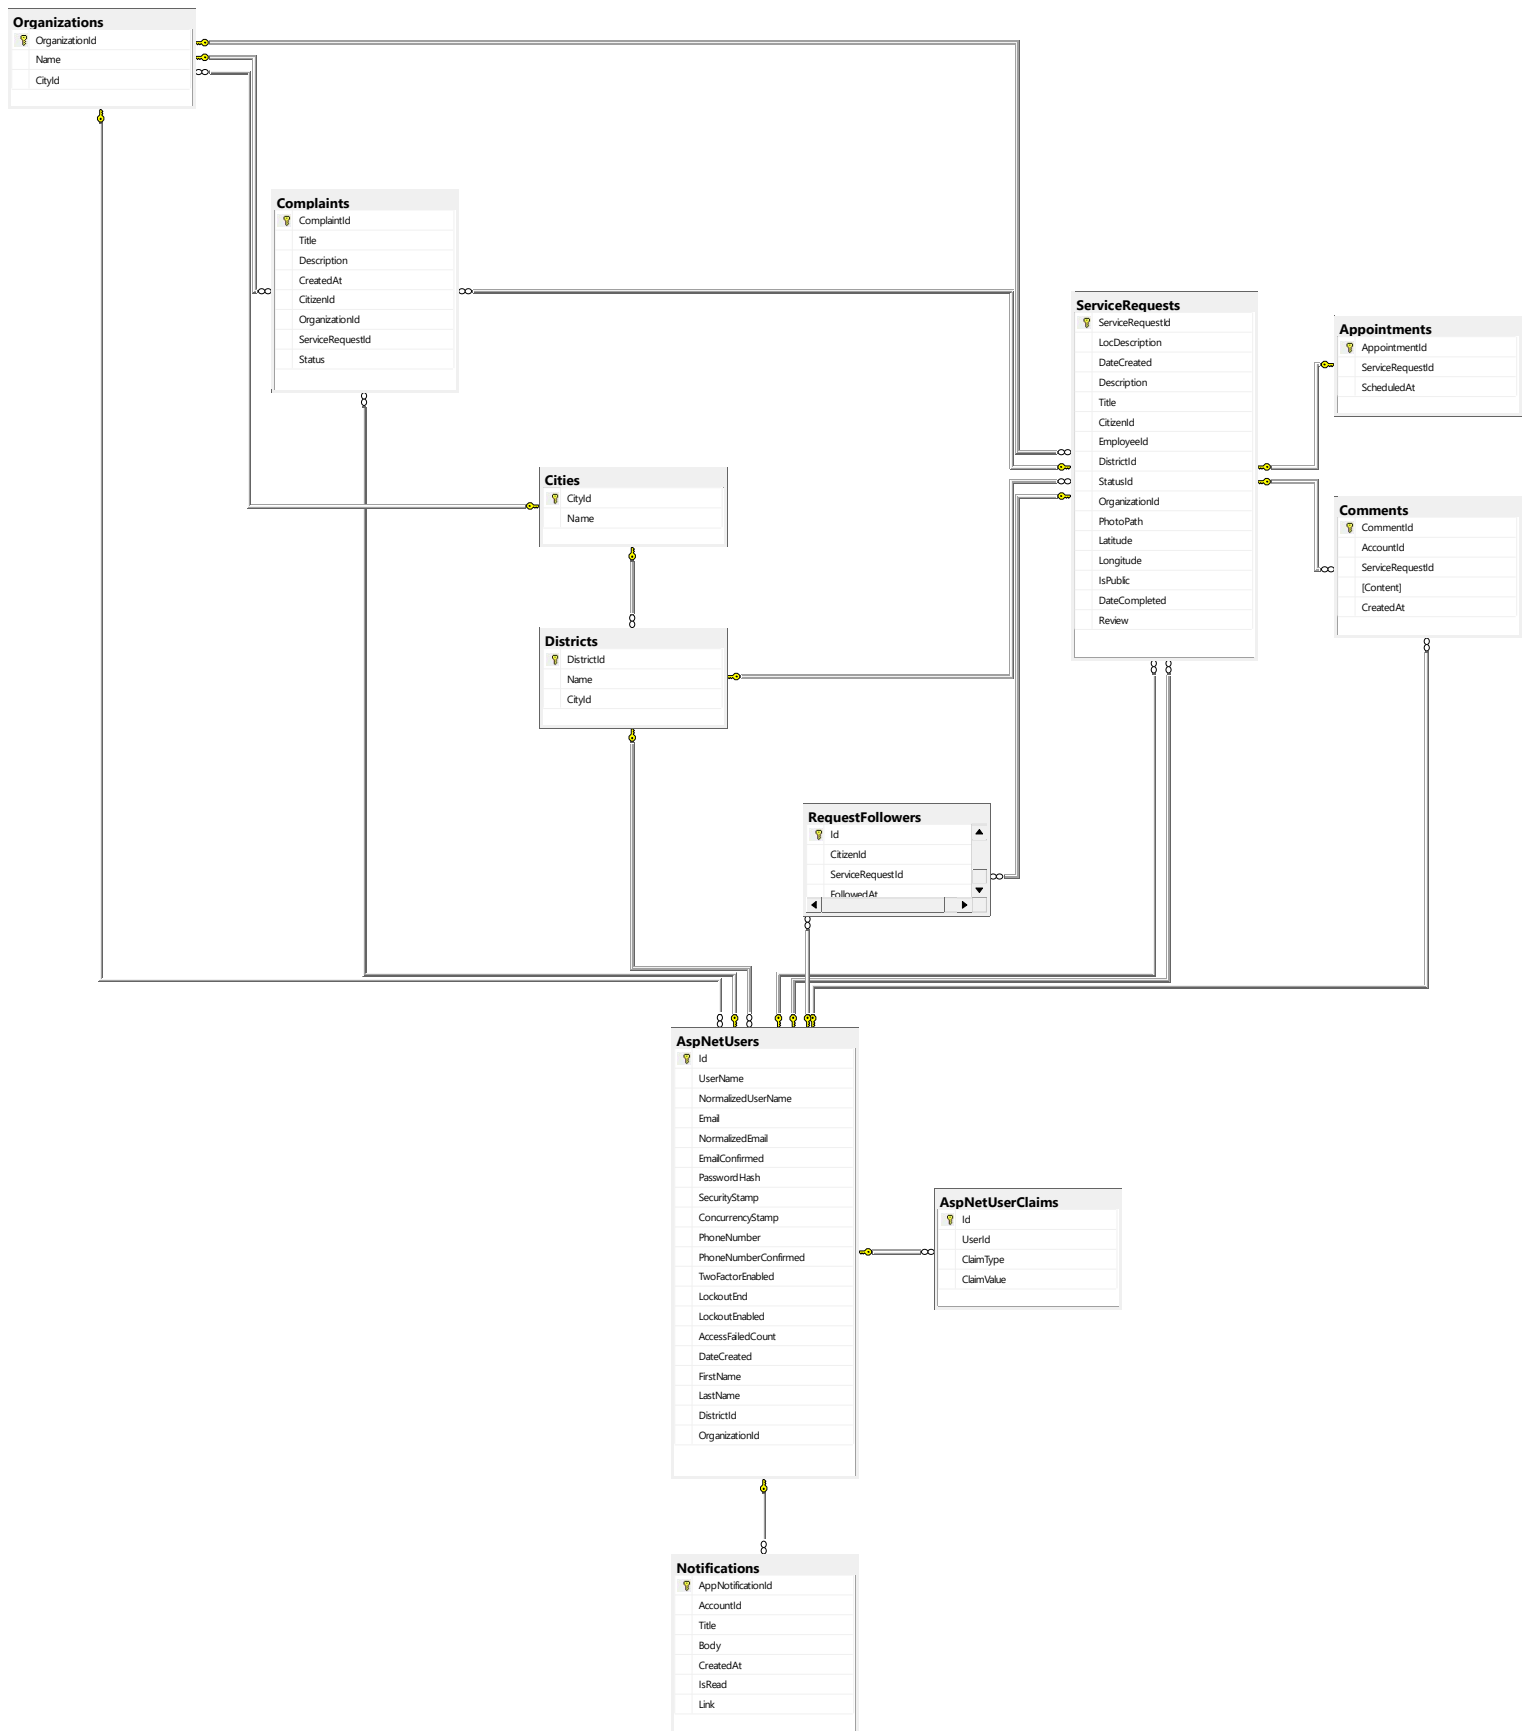 Organizations
OrganizationId
Name
CityId
Complaints
ComplaintId
Title
Description
CreatedAt
CitizenId
OrganizationId
ServiceRequestId
Status
ServiceRequests
ServiceRequestId
LocDescription
DateCreated
Description
Title
CitizenId
EmployeeId
DistrictId
StatusId
OrganizationId
PhotoPath
Latitude
Longitude
IsPublic
DateCompleted
Review
Appointments
AppointmentId
ServiceRequestId
ScheduledAt
Cities
CityId
Name
Comments
CommentId
AccountId
ServiceRequestId
[Content]
CreatedAt
Districts
DistrictId
Name
CityId
RequestFollowers
Id
CitizenId
ServiceRequestId
FollowedAt
AspNetUsers
Id
UserName
NormalizedUserName
Email
NormalizedEmail
EmailConfirmed
PasswordHash
SecurityStamp
ConcurrencyStamp
PhoneNumber
PhoneNumberConfirmed
TwoFactorEnabled
LockoutEnd
LockoutEnabled
AccessFailedCount
DateCreated
FirstName
LastName
DistrictId
OrganizationId
AspNetUserClaims
Id
UserId
ClaimType
ClaimValue
Notifications
AppNotificationId
AccountId
Title
Body
CreatedAt
IsRead
Link